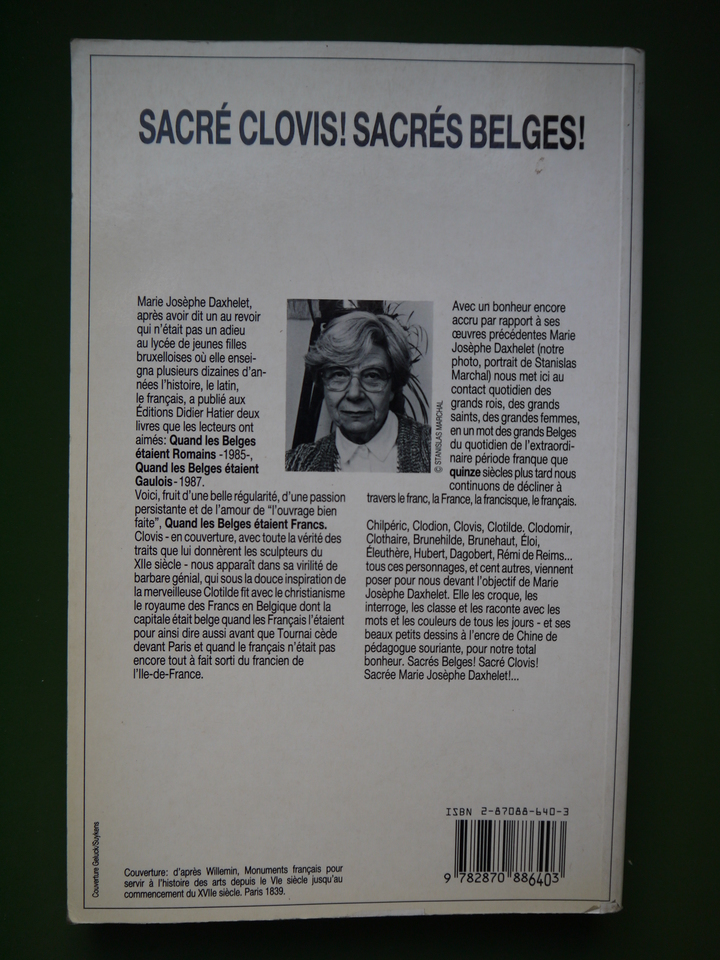 SACRÉ CLOVIS! SACRÉS BELGES!
Marie Josèphe Daxhelet,
après avoir dit un au revoir
qui n'était pas un adieu
au lycée de jeunes filles
bruxelloises où elle ensei-
gna plusieurs dizaines d'an-
nées l'histoire, le latin,
le français, a publié aux
Éditions Didier Hatier deux
livres que les lecteurs ont
aimés: Quand les Belges
étaient Romains -1985-,
Quand les Belges étaient
Gaulois - 1987.
Voici, fruit d'une belle régularité, d'une passion
persistante et de l'amour de "l'ouvrage bien
faite", Quand les Belges étaient Francs.
Clovis - en couverture, avec toute la vérité des
traits que lui donnèrent les sculpteurs du
XIIe siècle - nous apparaît dans sa virilité de
barbare génial, qui sous la douce inspiration de
la merveilleuse Clotilde fit avec le christianisme
le royaume des Francs en Belgique dont la
capitale était belge quand les Français l'étaient
pour ainsi dire aussi avant que Tournai cède
devant Paris et quand le français n'était pas
encore tout à fait sorti du francien de
l'Ile-de-France.
© STANISLAS MARCHAL
Avec un bonheur encore
accru par rapport à ses
œuvres précédentes Marie
Josèphe Daxhelet (notre
photo, portrait de Stanislas
Marchal) nous met ici au
contact quotidien des
grands rois, des grands
saints, des grandes femmes,
en un mot des grands Belges
du quotidien de l'extraordi-
naire période franque que
quinze siècles plus tard nous
continuons de décliner à
travers le franc, la France, la francisque, le français.
Chilpéric, Clodion, Clovis, Clotilde, Clodomir,
Clothaire, Brunehilde, Brunehaut, Éloi,
Éleuthère, Hubert, Dagobert, Rémi de Reims...
tous ces personnages, et cent autres, viennent
poser pour nous devant l'objectif de Marie
Josèphe Daxhelet. Elle les croque, les
interroge, les classe et les raconte avec les
mots et les couleurs de tous les jours - et ses
beaux petits dessins à l'encre de Chine de
pédagogue souriante, pour notre total
bonheur. Sacrés Belges! Sacré Clovis!
Sacrée Marie Josèphe Daxhelet!...
Couverture Geluck/Suykens
Couverture: d'après Willemin, Monuments français pour
servir à l'histoire des arts depuis le VIe siècle jusqu'au
commencement du XVIIe siècle. Paris 1839.
ISBN 2-87088-640-3
9 782870 886403